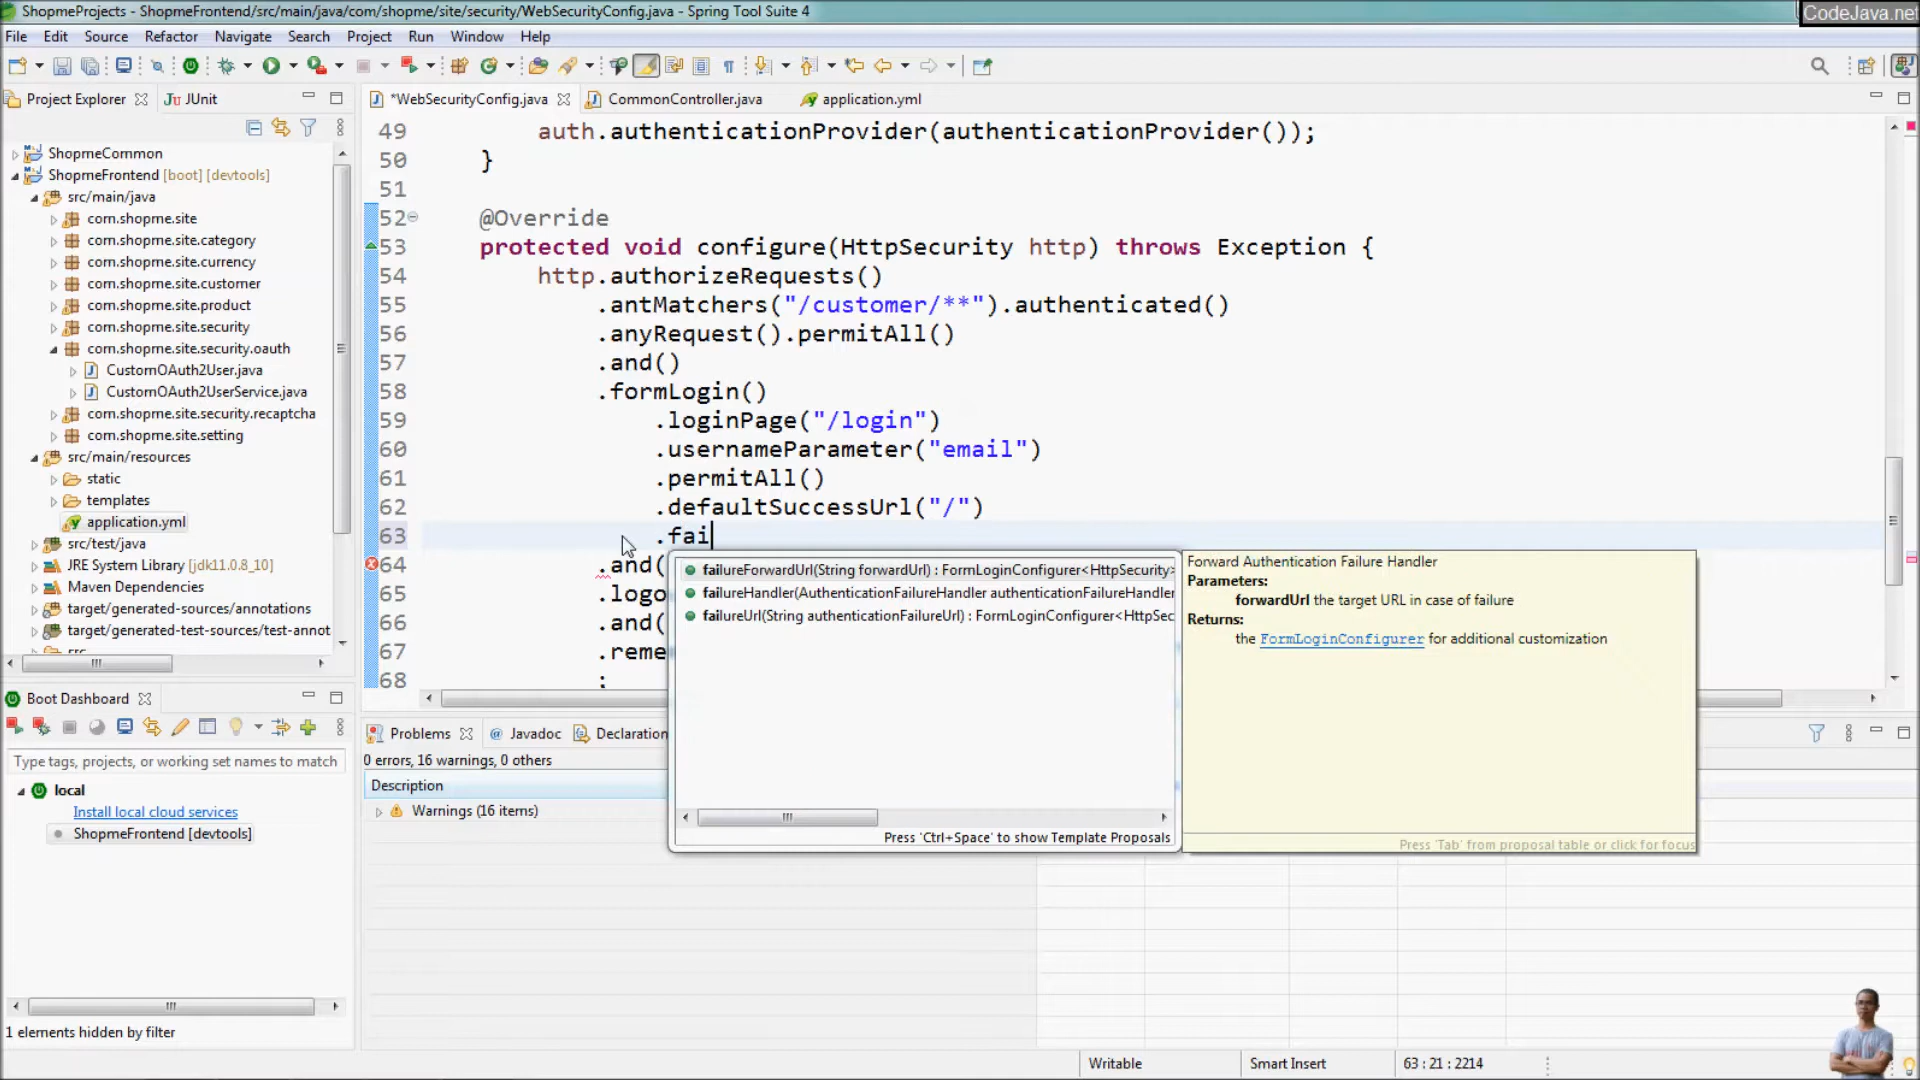 ShopmeProjects - ShopmeFrontend/src/main/java/com/shopme/site/security/WebSecurityConfig.java - Spring Tool Suite 4
CodeJava.net
File Edit Source Refactor Navigate Search Project Run Window Help
Project Explorer
JUnit
*WebSecurityConfig.java
CommonController.java
application.yml
ShopmeCommon
ShopmeFrontend [boot] [devtools]
src/main/java
com.shopme.site
com.shopme.site.category
com.shopme.site.currency
com.shopme.site.customer
com.shopme.site.product
com.shopme.site.security
com.shopme.site.security.oauth
CustomOAuth2User.java
CustomOAuth2UserService.java
com.shopme.site.security.recaptcha
com.shopme.site.setting
src/main/resources
static
templates
application.yml
src/test/java
JRE System Library [jdk11.0.8_10]
Maven Dependencies
target/generated-sources/annotations
target/generated-test-sources/test-annot
src
49 auth.authenticationProvider(authenticationProvider());
50 }
51
52 @Override
53 protected void configure(HttpSecurity http) throws Exception {
54 http.authorizeRequests()
55 .antMatchers("/customer/**").authenticated()
56 .anyRequest().permitAll()
57 .and()
58 .formLogin()
59 .loginPage("/login")
60 .usernameParameter("email")
61 .permitAll()
62 .defaultSuccessUrl("/")
63 .fai
64 .and(
65 .logo
66 .and(
67 .reme
68 ;
failureForwardUrl(String forwardUrl) : FormLoginConfigurer<HttpSecurity>
failureHandler(AuthenticationFailureHandler authenticationFailureHandler
failureUrl(String authenticationFailureUrl) : FormLoginConfigurer<HttpSec
Press 'Ctrl+Space' to show Template Proposals
Forward Authentication Failure Handler
Parameters:
forwardUrl the target URL in case of failure
Returns:
the FormLoginConfigurer for additional customization
Press 'Tab' from proposal table or click for focus
Boot Dashboard
Type tags, projects, or working set names to match
local
Install local cloud services
ShopmeFrontend [devtools]
1 elements hidden by filter
Problems
@ Javadoc
Declaration
0 errors, 16 warnings, 0 others
Description
Warnings (16 items)
Writable
Smart Insert
63 : 21 : 2214